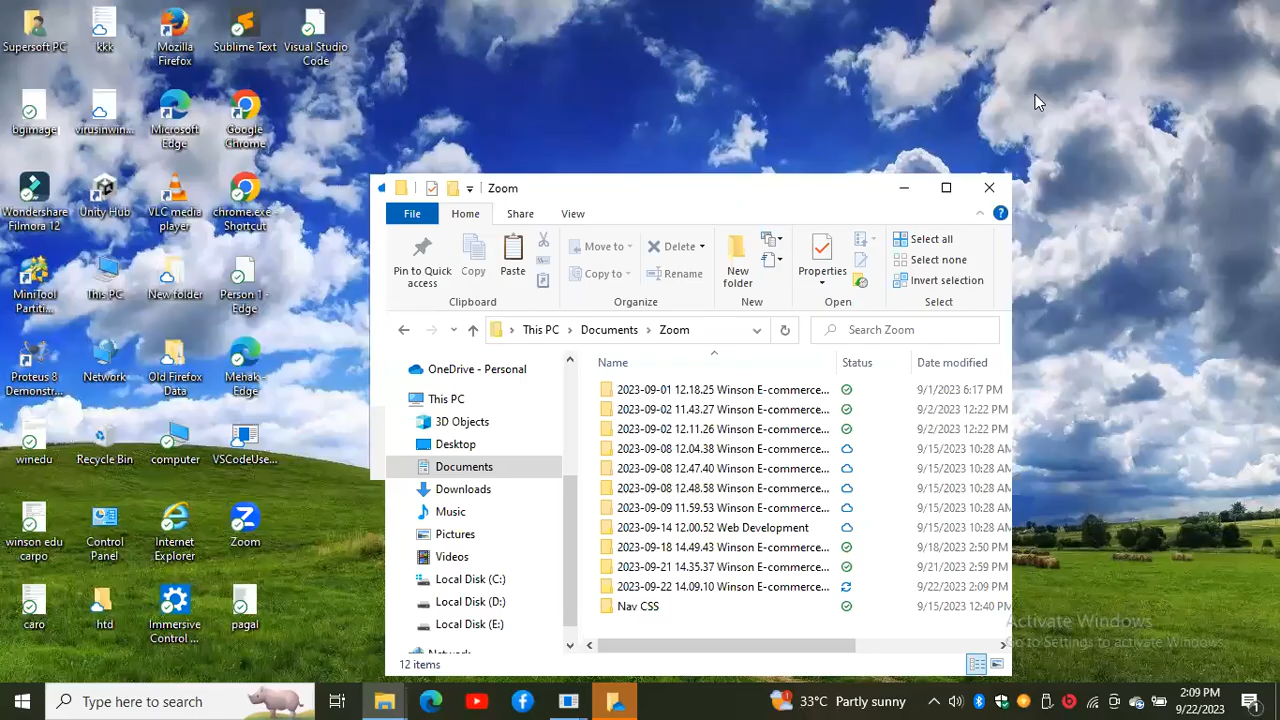 Supersoft PC
kkk
Mozilla
Firefox
Sublime Text
Visual Studio
Code
bgimage
virusinwin...
Microsoft
Edge
Google
Chrome
Wondershare
Filmora 12
Unity Hub
VLC media
player
chrome.exe -
Shortcut
MiniTool
Partiti...
This PC
New folder
Person 1 -
Edge
Proteus 8
Demonstr...
Network
Old Firefox
Data
Mehak -
Edge
winedu
Recycle Bin
computer
VSCodeUse...
winson edu
carpo
Control
Panel
Internet
Explorer
Zoom
caro
htd
Immersive
Control ...
pagal
Zoom
File
Home
Share
View
Pin to Quick
access
Copy
Paste
Clipboard
Move to
Copy to
Delete
Rename
Organize
New
folder
New
Properties
Open
Select all
Select none
Invert selection
Select
This PC
Documents
Zoom
Search Zoom
OneDrive - Personal
This PC
3D Objects
Desktop
Documents
Downloads
Music
Pictures
Videos
Local Disk (C:)
Local Disk (D:)
Local Disk (E:)
Network
Name Status Date modified
2023-09-01 12.18.25 Winson E-commerce... 9/1/2023 6:17 PM
2023-09-02 11.43.27 Winson E-commerce... 9/2/2023 12:22 PM
2023-09-02 12.11.26 Winson E-commerce... 9/2/2023 12:22 PM
2023-09-08 12.04.38 Winson E-commerce... 9/15/2023 10:28 AM
2023-09-08 12.47.40 Winson E-commerce... 9/15/2023 10:28 AM
2023-09-08 12.48.58 Winson E-commerce... 9/15/2023 10:28 AM
2023-09-09 11.59.53 Winson E-commerce... 9/15/2023 10:28 AM
2023-09-14 12.00.52 Web Development 9/15/2023 10:28 AM
2023-09-18 14.49.43 Winson E-commerce... 9/18/2023 2:50 PM
2023-09-21 14.35.37 Winson E-commerce... 9/21/2023 2:59 PM
2023-09-22 14.09.10 Winson E-commerce... 9/22/2023 2:09 PM
Nav CSS 9/15/2023 12:40 PM
12 items
Activate Windows
Go to Settings to activate Windows.
Type here to search
33°C Partly sunny
2:09 PM
9/22/2023